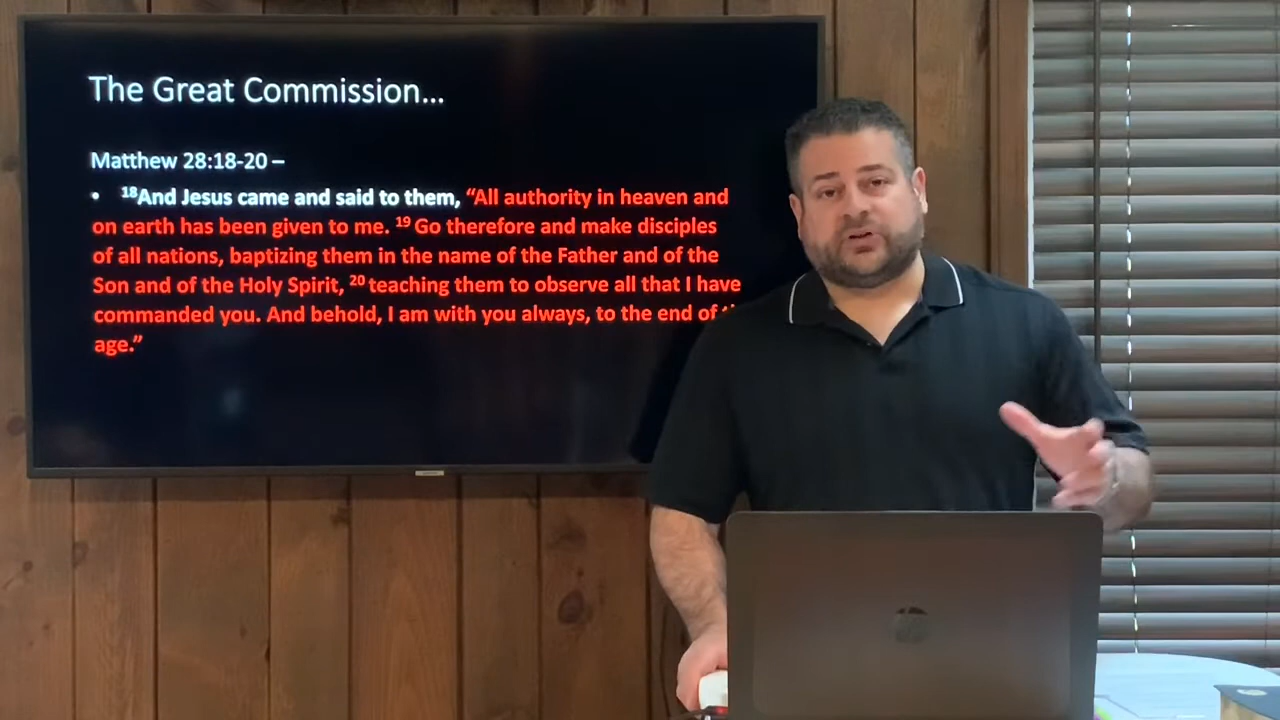 The Great Commission...
Matthew 28:18-20 –
• ¹⁸And Jesus came and said to them, “All authority in heaven and
on earth has been given to me. ¹⁹ Go therefore and make disciples
of all nations, baptizing them in the name of the Father and of the
Son and of the Holy Spirit, ²⁰ teaching them to observe all that I have
commanded you. And behold, I am with you always, to the end of
age.”
hp